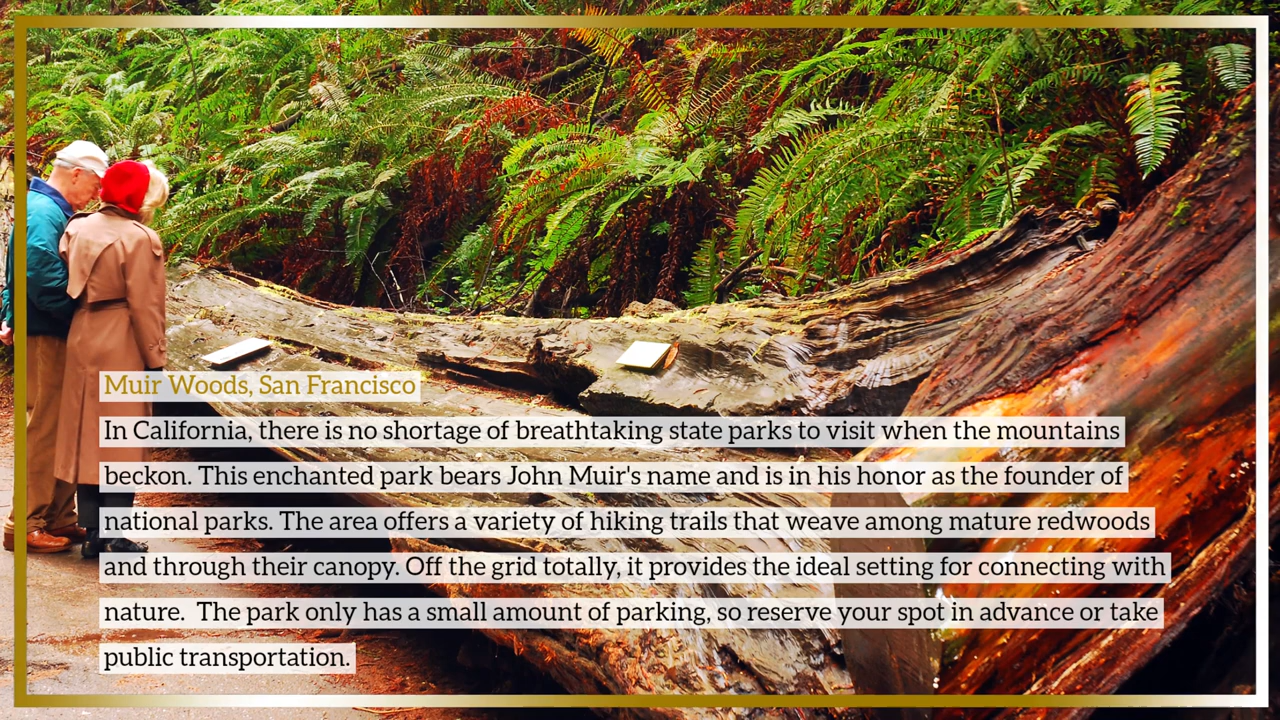 Muir Woods, San Francisco
In California, there is no shortage of breathtaking state parks to visit when the mountains
beckon. This enchanted park bears John Muir's name and is in his honor as the founder of
national parks. The area offers a variety of hiking trails that weave among mature redwoods
and through their canopy. Off the grid totally, it provides the ideal setting for connecting with
nature.  The park only has a small amount of parking, so reserve your spot in advance or take
public transportation.